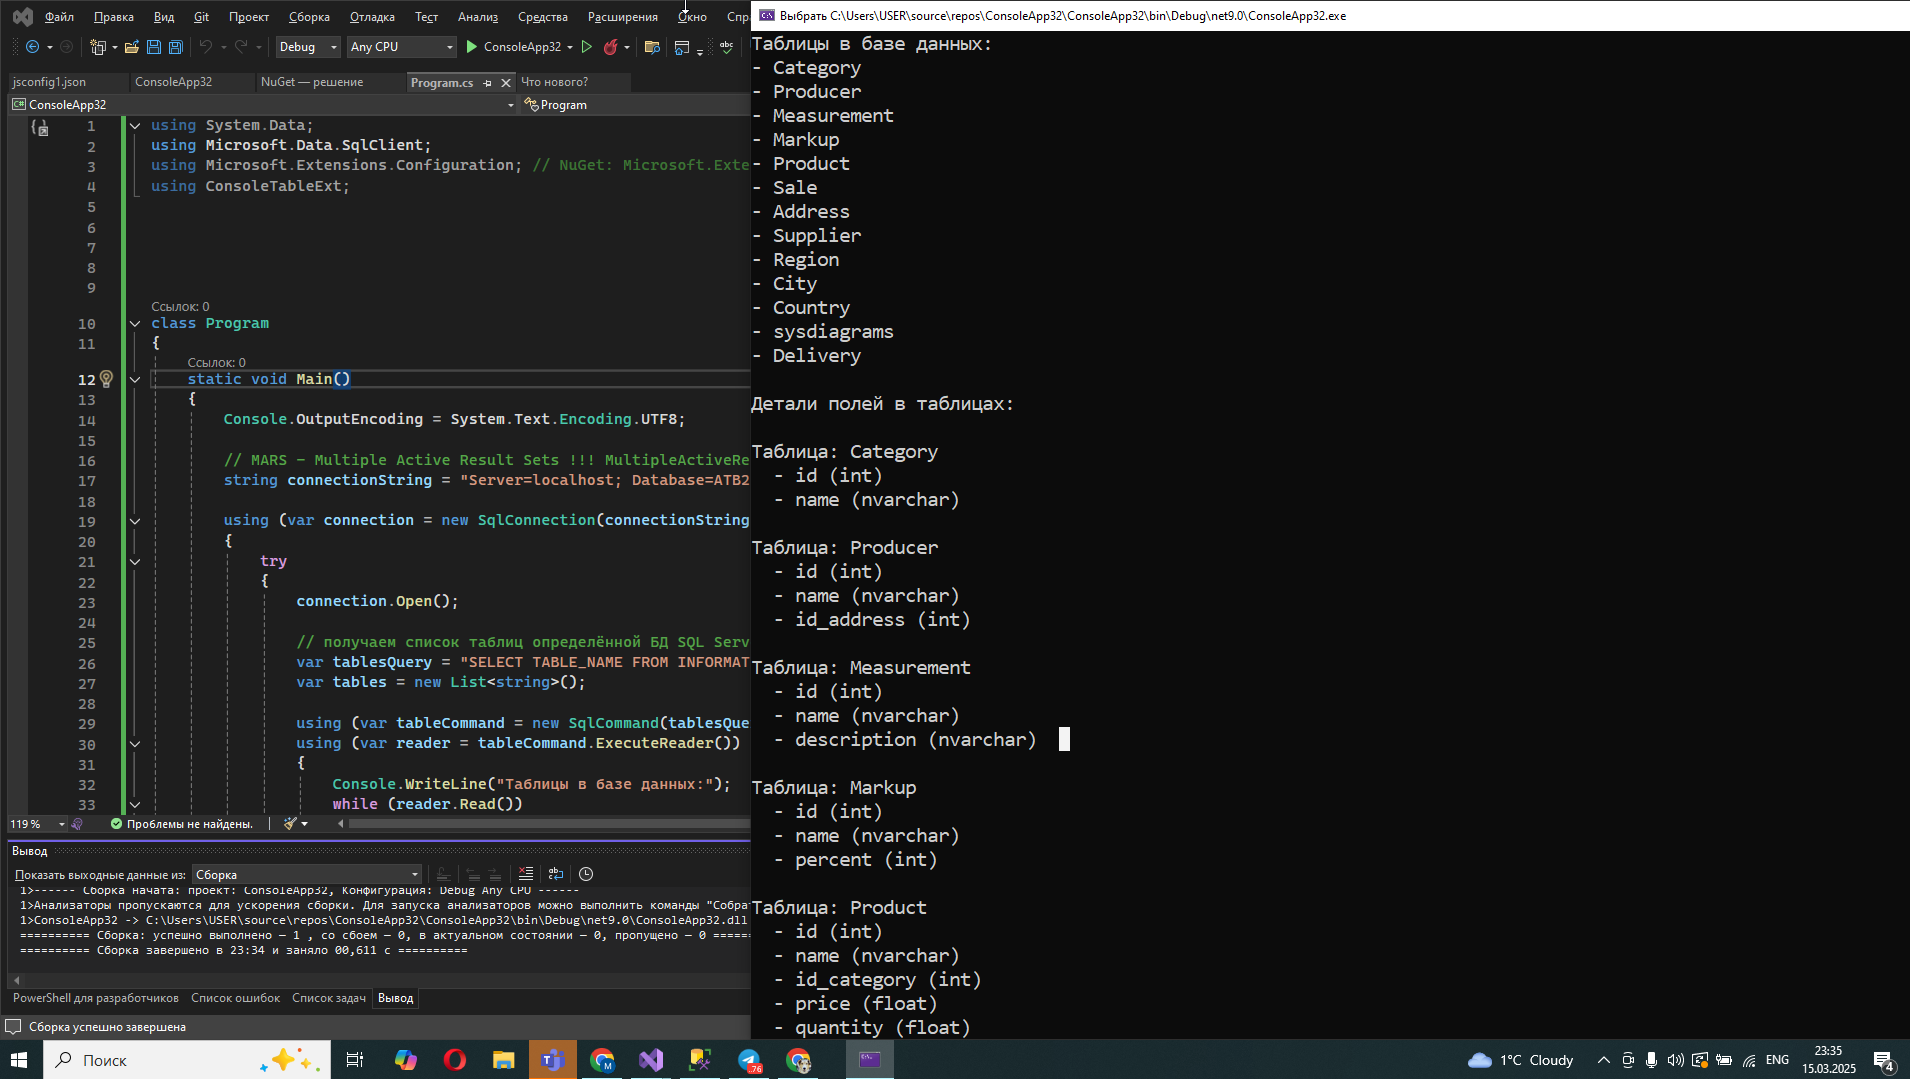 Файл Правка Вид Git Проект Сборка Отладка Тест Анализ Средства Расширения Окно Спр
Debug Any CPU ConsoleApp32
jsconfig1.json ConsoleApp32 NuGet — решение Program.cs Что нового?
ConsoleApp32 Program
1 using System.Data;
2 using Microsoft.Data.SqlClient;
3 using Microsoft.Extensions.Configuration; // NuGet: Microsoft.Exte
4 using ConsoleTableExt;
5
6
7
8
9
Ссылок: 0
10 class Program
11 {
Ссылок: 0
12 static void Main()
13 {
14 Console.OutputEncoding = System.Text.Encoding.UTF8;
15
16 // MARS - Multiple Active Result Sets !!! MultipleActiveRe
17 string connectionString = "Server=localhost; Database=ATB2
18
19 using (var connection = new SqlConnection(connectionString
20 {
21 try
22 {
23 connection.Open();
24
25 // получаем список таблиц определённой БД SQL Serv
26 var tablesQuery = "SELECT TABLE_NAME FROM INFORMAT
27 var tables = new List<string>();
28
29 using (var tableCommand = new SqlCommand(tablesQue
30 using (var reader = tableCommand.ExecuteReader())
31 {
32 Console.WriteLine("Таблицы в базе данных:");
33 while (reader.Read())
119 % Проблемы не найдены.
Вывод
Показать выходные данные из: Сборка
1>------ Сборка начата: проект: ConsoleApp32, Конфигурация: Debug Any CPU ------
1>Анализаторы пропускаются для ускорения сборки. Для запуска анализаторов можно выполнить команды "Собрат
1>ConsoleApp32 -> C:\Users\USER\source\repos\ConsoleApp32\ConsoleApp32\bin\Debug\net9.0\ConsoleApp32.dll
========== Сборка: успешно выполнено – 1 , со сбоем – 0, в актуальном состоянии – 0, пропущено – 0 ======
========== Сборка завершено в 23:34 и заняло 00,611 с ==========
PowerShell для разработчиков Список ошибок Список задач Вывод
Сборка успешно завершена
Выбрать C:\Users\USER\source\repos\ConsoleApp32\ConsoleApp32\bin\Debug\net9.0\ConsoleApp32.exe
Таблицы в базе данных:
- Category
- Producer
- Measurement
- Markup
- Product
- Sale
- Address
- Supplier
- Region
- City
- Country
- sysdiagrams
- Delivery
Детали полей в таблицах:
Таблица: Category
- id (int)
- name (nvarchar)
Таблица: Producer
- id (int)
- name (nvarchar)
- id_address (int)
Таблица: Measurement
- id (int)
- name (nvarchar)
- description (nvarchar)
Таблица: Markup
- id (int)
- name (nvarchar)
- percent (int)
Таблица: Product
- id (int)
- name (nvarchar)
- id_category (int)
- price (float)
- quantity (float)
Поиск
76
1°C Cloudy
ENG
23:35
15.03.2025
4